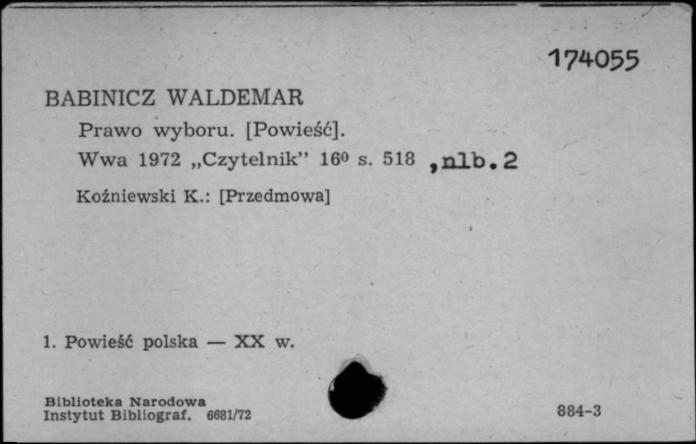 174055
BABINICZ WALDEMAR
Prawo wyboru. [Powieść].
Wwa 1972 „Czytelnik” 16⁰ s. 518 ,nlb.2
Koźniewski K.: [Przedmowa]
1. Powieść polska — XX w.
Biblioteka Narodowa
Instytut Bibliograf. 6681/72
884-3